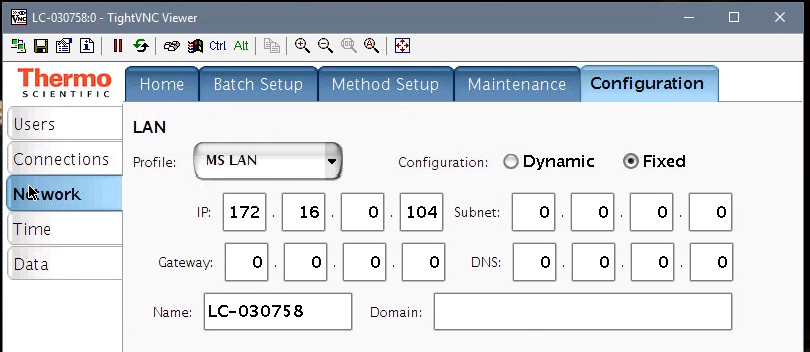 LC-030758:0 - TightVNC Viewer
Ctrl Alt
Thermo
SCIENTIFIC
Home Batch Setup Method Setup Maintenance Configuration
Users
Connections
Network
Time
Data
LAN
Profile: MS LAN Configuration: Dynamic Fixed
IP: 172 . 16 . 0 . 104 Subnet: 0 . 0 . 0 . 0
Gateway: 0 . 0 . 0 . 0 DNS: 0 . 0 . 0 . 0
Name: LC-030758 Domain: